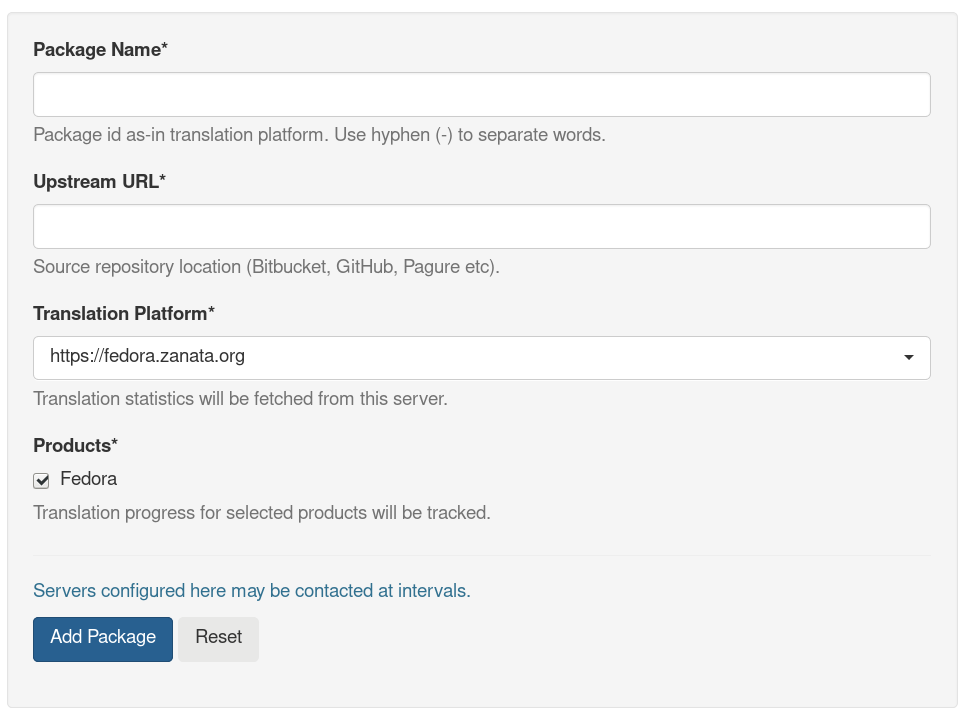 Package Name*
Package id as-in translation platform. Use hyphen (-) to separate words.
Upstream URL*
Source repository location (Bitbucket, GitHub, Pagure etc).
Translation Platform*
https://fedora.zanata.org
Translation statistics will be fetched from this server.
Products*
Fedora
Translation progress for selected products will be tracked.
Servers configured here may be contacted at intervals.
Add Package Reset